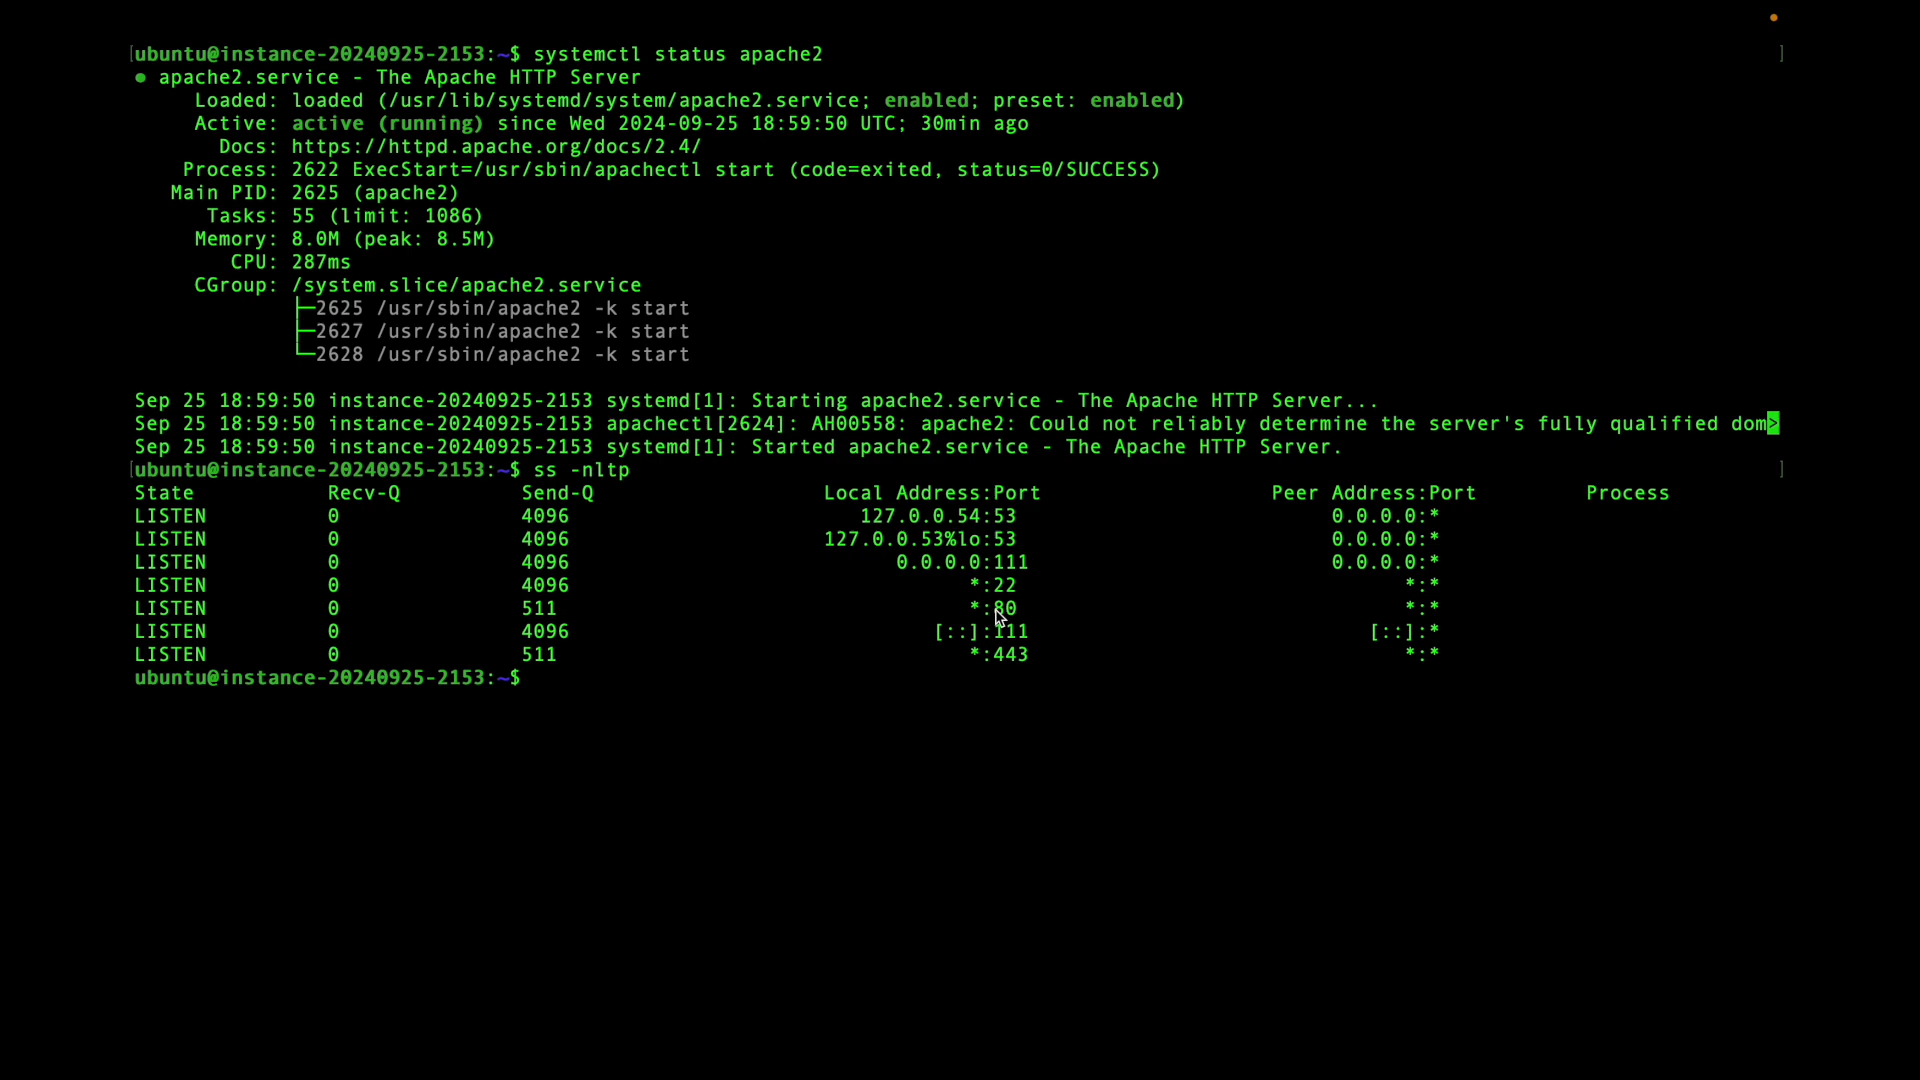 [ubuntu@instance-20240925-2153:~$ systemctl status apache2 ]
● apache2.service - The Apache HTTP Server
Loaded: loaded (/usr/lib/systemd/system/apache2.service; enabled; preset: enabled)
Active: active (running) since Wed 2024-09-25 18:59:50 UTC; 30min ago
Docs: https://httpd.apache.org/docs/2.4/
Process: 2622 ExecStart=/usr/sbin/apachectl start (code=exited, status=0/SUCCESS)
Main PID: 2625 (apache2)
Tasks: 55 (limit: 1086)
Memory: 8.0M (peak: 8.5M)
CPU: 287ms
CGroup: /system.slice/apache2.service
├─2625 /usr/sbin/apache2 -k start
├─2627 /usr/sbin/apache2 -k start
└─2628 /usr/sbin/apache2 -k start
Sep 25 18:59:50 instance-20240925-2153 systemd[1]: Starting apache2.service - The Apache HTTP Server...
Sep 25 18:59:50 instance-20240925-2153 apachectl[2624]: AH00558: apache2: Could not reliably determine the server's fully qualified dom>
Sep 25 18:59:50 instance-20240925-2153 systemd[1]: Started apache2.service - The Apache HTTP Server.
[ubuntu@instance-20240925-2153:~$ ss -nltp ]
State Recv-Q Send-Q Local Address:Port Peer Address:Port Process
LISTEN 0 4096 127.0.0.54:53 0.0.0.0:*
LISTEN 0 4096 127.0.0.53%lo:53 0.0.0.0:*
LISTEN 0 4096 0.0.0.0:111 0.0.0.0:*
LISTEN 0 4096 *:22 *:*
LISTEN 0 511 *:80 *:*
LISTEN 0 4096 [::]:111 [::]:*
LISTEN 0 511 *:443 *:*
ubuntu@instance-20240925-2153:~$